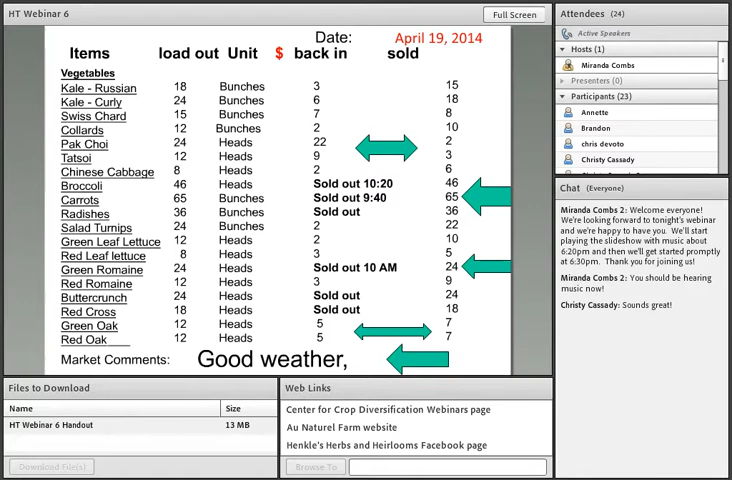 HT Webinar 6
Full Screen
Date: April 19, 2014
Items load out Unit $ back in sold
Vegetables
Kale - Russian 18 Bunches 3 15
Kale - Curly 24 Bunches 6 18
Swiss Chard 15 Bunches 7 8
Collards 12 Bunches 2 10
Pak Choi 24 Heads 22 2
Tatsoi 12 Heads 9 3
Chinese Cabbage 8 Heads 2 6
Broccoli 46 Heads Sold out 10:20 46
Carrots 65 Bunches Sold out 9:40 65
Radishes 36 Bunches Sold out 36
Salad Turnips 24 Bunches 2 22
Green Leaf Lettuce 12 Heads 2 10
Red Leaf lettuce 8 Heads 3 5
Green Romaine 24 Heads Sold out 10 AM 24
Red Romaine 12 Heads 3 9
Buttercrunch 24 Heads Sold out 24
Red Cross 18 Heads Sold out 18
Green Oak 12 Heads 5 7
Red Oak 12 Heads 5 7
Market Comments: Good weather,
Files to Download
Name Size
HT Webinar 6 Handout 13 MB
Download File(s)
Web Links
Center for Crop Diversification Webinars page
Au Naturel Farm website
Henkle's Herbs and Heirlooms Facebook page
Browse To
Attendees (24)
Active Speakers
Hosts (1)
Miranda Combs
Presenters (0)
Participants (23)
Annette
Brandon
chris devoto
Christy Cassady
Chat (Everyone)
Miranda Combs 2: Welcome everyone!
We're looking forward to tonight's webinar
and we're happy to have you. We'll start
playing the slideshow with music about
6:20pm and then we'll get started promptly
at 6:30pm. Thank you for joining us!
Miranda Combs 2: You should be hearing
music now!
Christy Cassady: Sounds great!